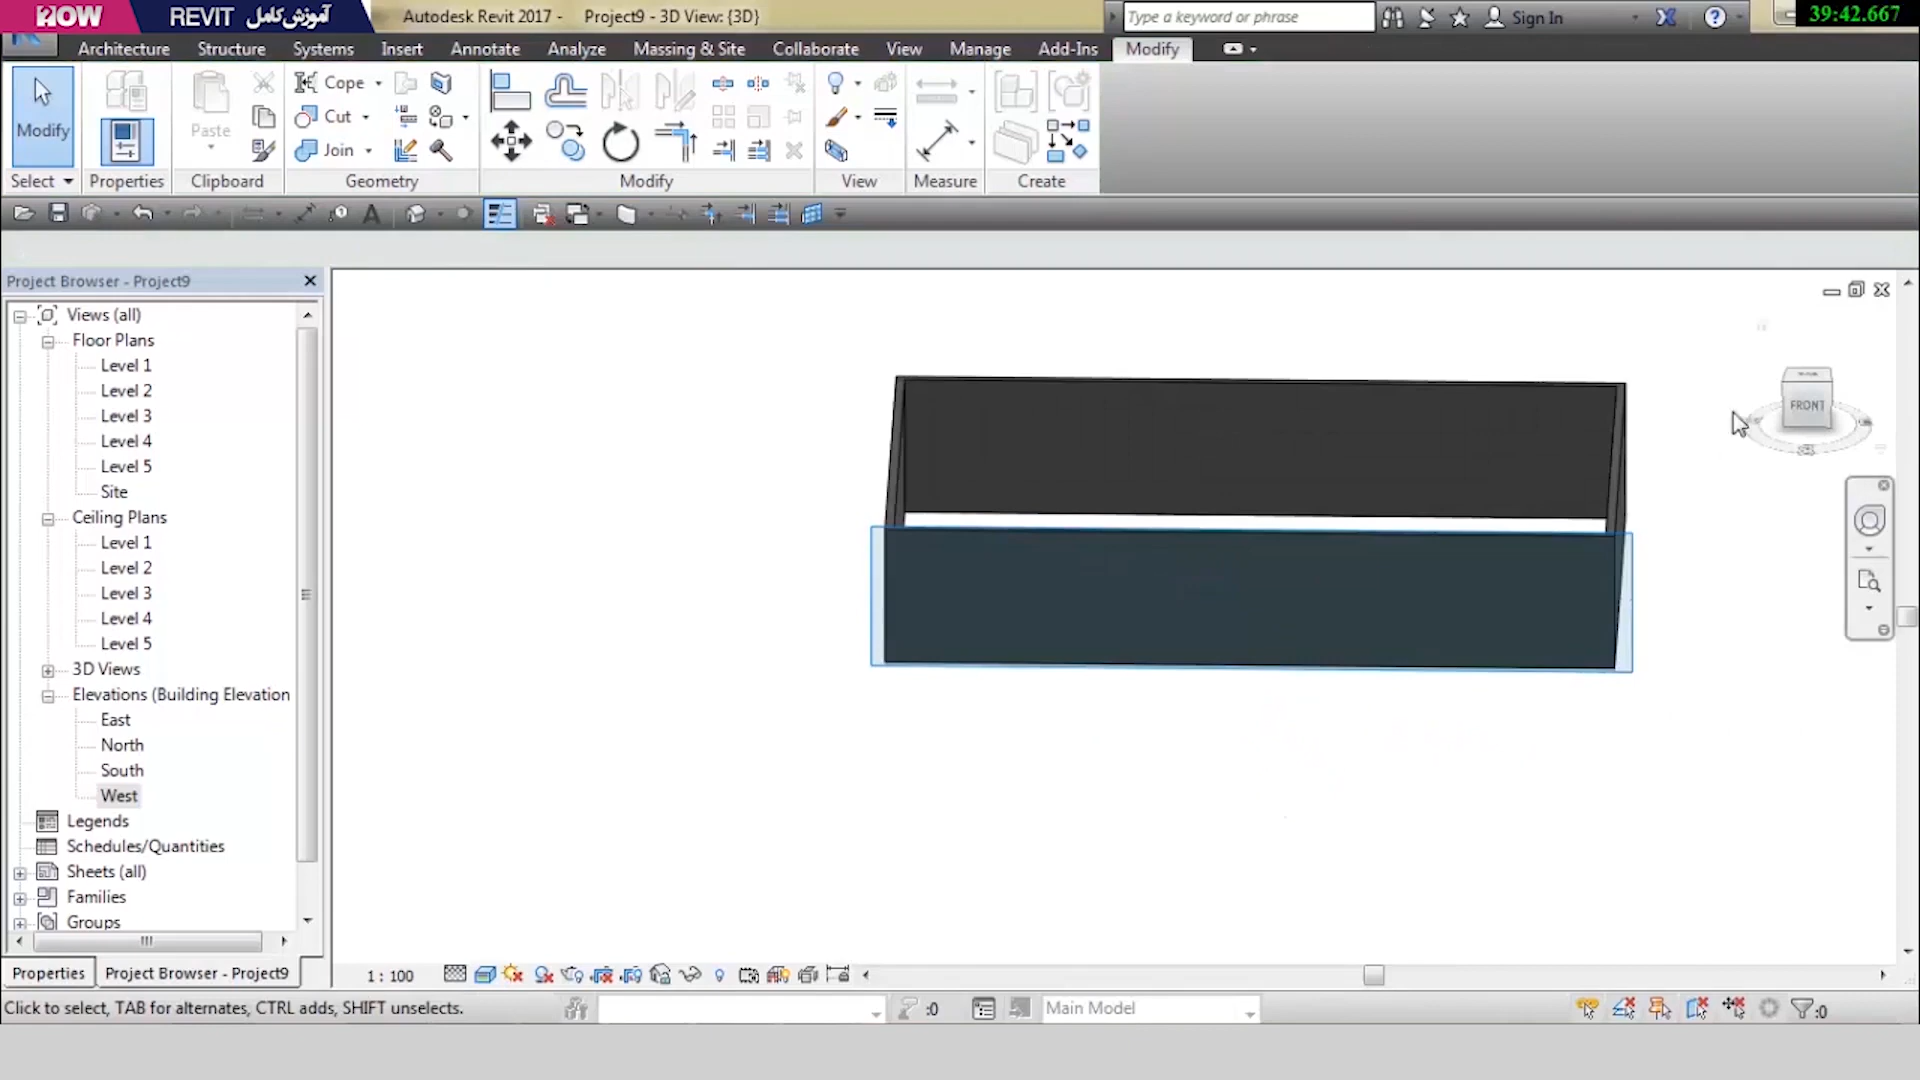 2NOW
REVIT آموزش کامل
Autodesk Revit 2017 - Project9 - 3D View: {3D}
Type a keyword or phrase
Sign In
39:42.667
Architecture Structure Systems Insert Annotate Analyze Massing & Site Collaborate View Manage Add-Ins Modify
Modify
Paste
Cope
Cut
Join
Select Properties Clipboard Geometry Modify View Measure Create
Project Browser - Project9
Views (all)
Floor Plans
Level 1
Level 2
Level 3
Level 4
Level 5
Site
Ceiling Plans
Level 1
Level 2
Level 3
Level 4
Level 5
3D Views
Elevations (Building Elevation
East
North
South
West
Legends
Schedules/Quantities
Sheets (all)
Families
Groups
FRONT
Properties Project Browser - Project9
1 : 100
Click to select, TAB for alternates, CTRL adds, SHIFT unselects.
:0
Main Model
:0